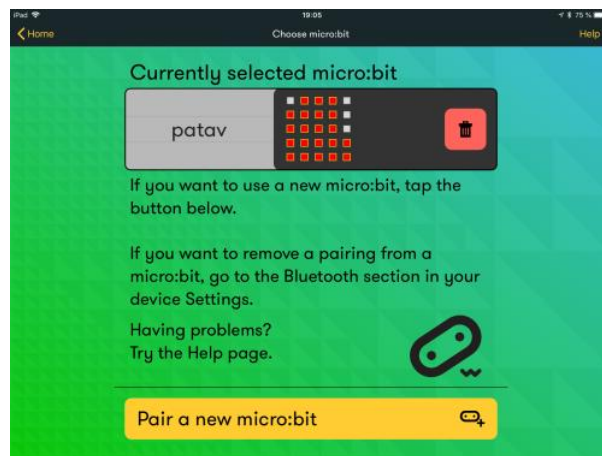 iPad 19:05 75 %
Home Choose micro:bit Help
Currently selected micro:bit
patav
If you want to use a new micro:bit, tap the
button below.
If you want to remove a pairing from a
micro:bit, go to the Bluetooth section in your
device Settings.
Having problems?
Try the Help page.
Pair a new micro:bit